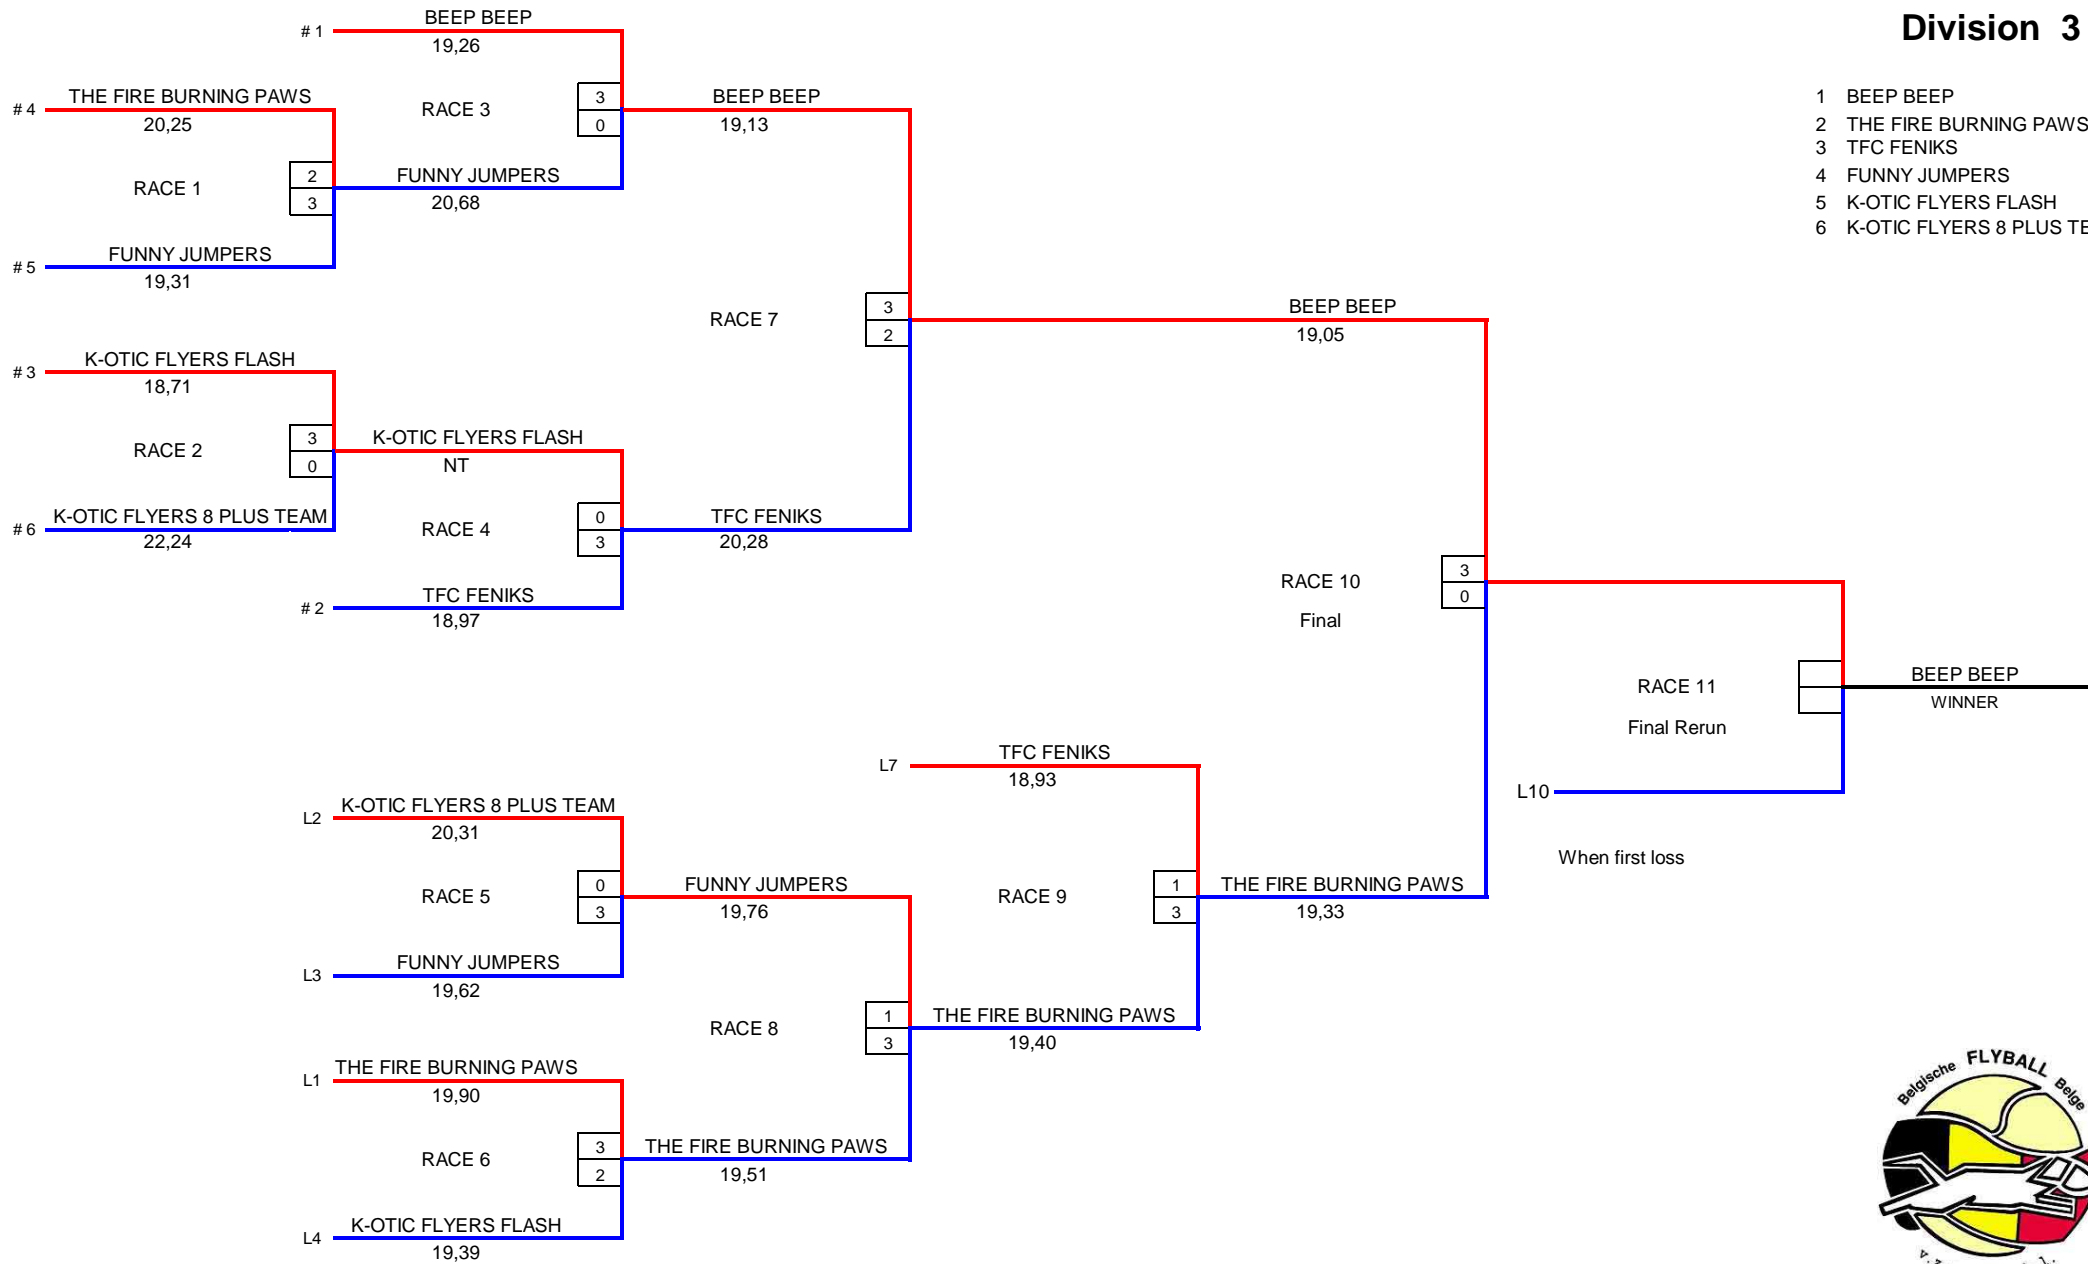 Division 3
1 BEEP BEEP
2 THE FIRE BURNING PAWS
3 TFC FENIKS
4 FUNNY JUMPERS
5 K-OTIC FLYERS FLASH
6 K-OTIC FLYERS 8 PLUS
# 1 BEEP BEEP
19,26
# 4 THE FIRE BURNING PAWS
20,25
RACE 3
3
0
BEEP BEEP
19,13
RACE 1
2
3
FUNNY JUMPERS
20,68
# 5 FUNNY JUMPERS
19,31
RACE 7
3
2
BEEP BEEP
19,05
# 3 K-OTIC FLYERS FLASH
18,71
RACE 2
3
0
K-OTIC FLYERS FLASH
NT
# 6 K-OTIC FLYERS 8 PLUS TEAM
22,24
RACE 4
0
3
TFC FENIKS
20,28
# 2 TFC FENIKS
18,97
RACE 10
Final
3
0
RACE 11
Final Rerun
BEEP BEEP
WINNER
L7 TFC FENIKS
18,93
L10
When first loss
L2 K-OTIC FLYERS 8 PLUS TEAM
20,31
RACE 5
0
3
FUNNY JUMPERS
19,76
RACE 9
1
3
THE FIRE BURNING PAWS
19,33
L3 FUNNY JUMPERS
19,62
RACE 8
1
3
THE FIRE BURNING PAWS
19,40
L1 THE FIRE BURNING PAWS
19,90
RACE 6
3
2
THE FIRE BURNING PAWS
19,51
L4 K-OTIC FLYERS FLASH
19,39
Belgische FLYBALL Belge